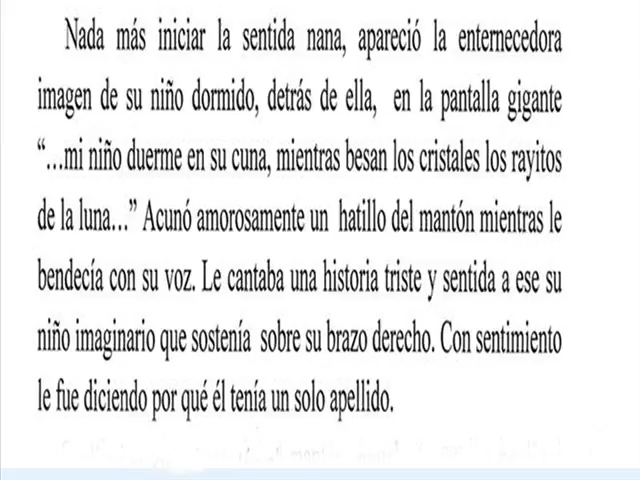 Nada más iniciar la sentida nana, apareció la enternecedora
imagen de su niño dormido, detrás de ella, en la pantalla gigante
“…mi niño duerme en su cuna, mientras besan los cristales los rayitos
de la luna…” Acunó amorosamente un hatillo del mantón mientras le
bendecía con su voz. Le cantaba una historia triste y sentida a ese su
niño imaginario que sostenía sobre su brazo derecho. Con sentimiento
le fue diciendo por qué él tenía un solo apellido.